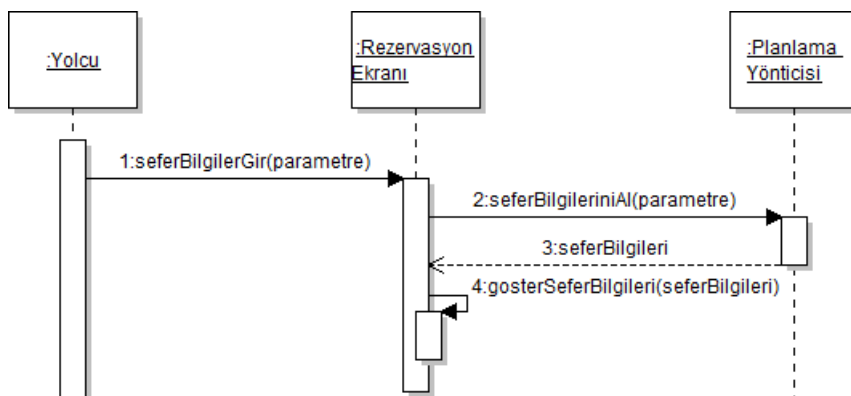 :Yolcu
:Rezervasyon
Ekranı
:Planlama
Yönticisi
1:seferBilgilerGir(parametre)
2:seferBilgileriniAl(parametre)
3:seferBilgileri
4:gosterSeferBilgileri(seferBilgileri)